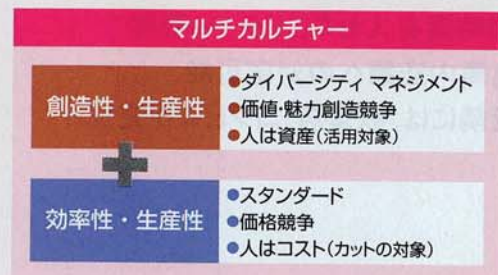 マルチカルチャー
創造性・生産性
●ダイバーシティ マネジメント
●価値・魅力創造競争
●人は資産(活用対象)
効率性・生産性
●スタンダード
●価格競争
●人はコスト(カットの対象)